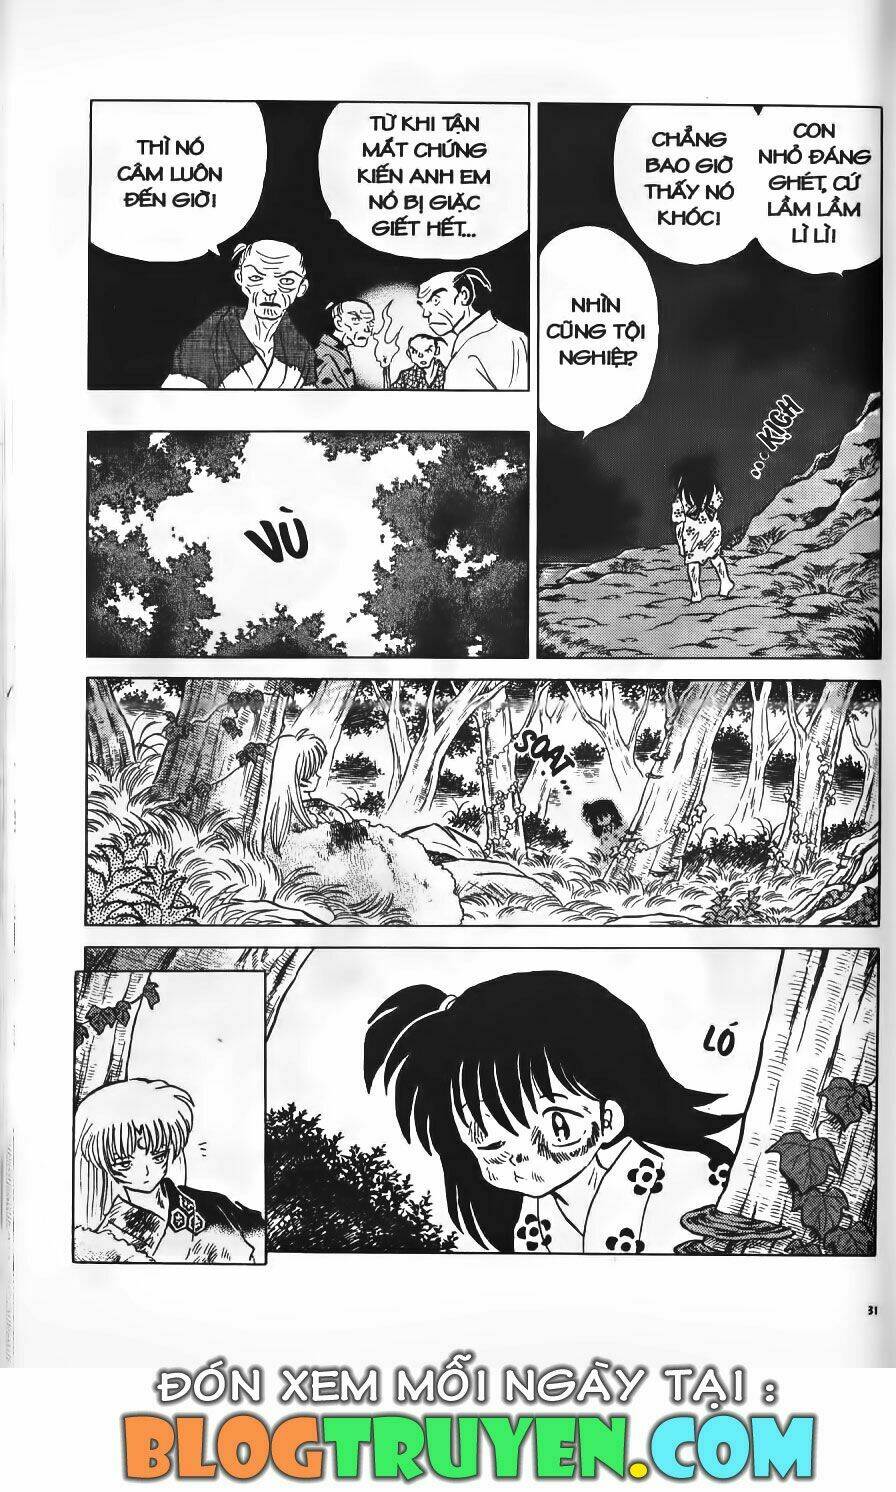 CON
NHỎ ĐÁNG
GHÉT, CỨ
LẦM LẦM
LÌ LÌ!
CHẲNG
BAO GIỜ
THẤY NÓ
KHÓC!
NHÌN
CŨNG TỘI
NGHIỆP.
...KỊCH
TỪ KHI TẬN
MẮT CHỨNG
KIẾN ANH EM
NÓ BỊ GIẶC
GIẾT HẾT...
THÌ NÓ
CÂM LUÔN
ĐẾN GIỜ!
VÙ
SOẠT...
LÓ
31
ĐÓN XEM MỖI NGÀY TẠI :
BLOGTRUYEN.COM